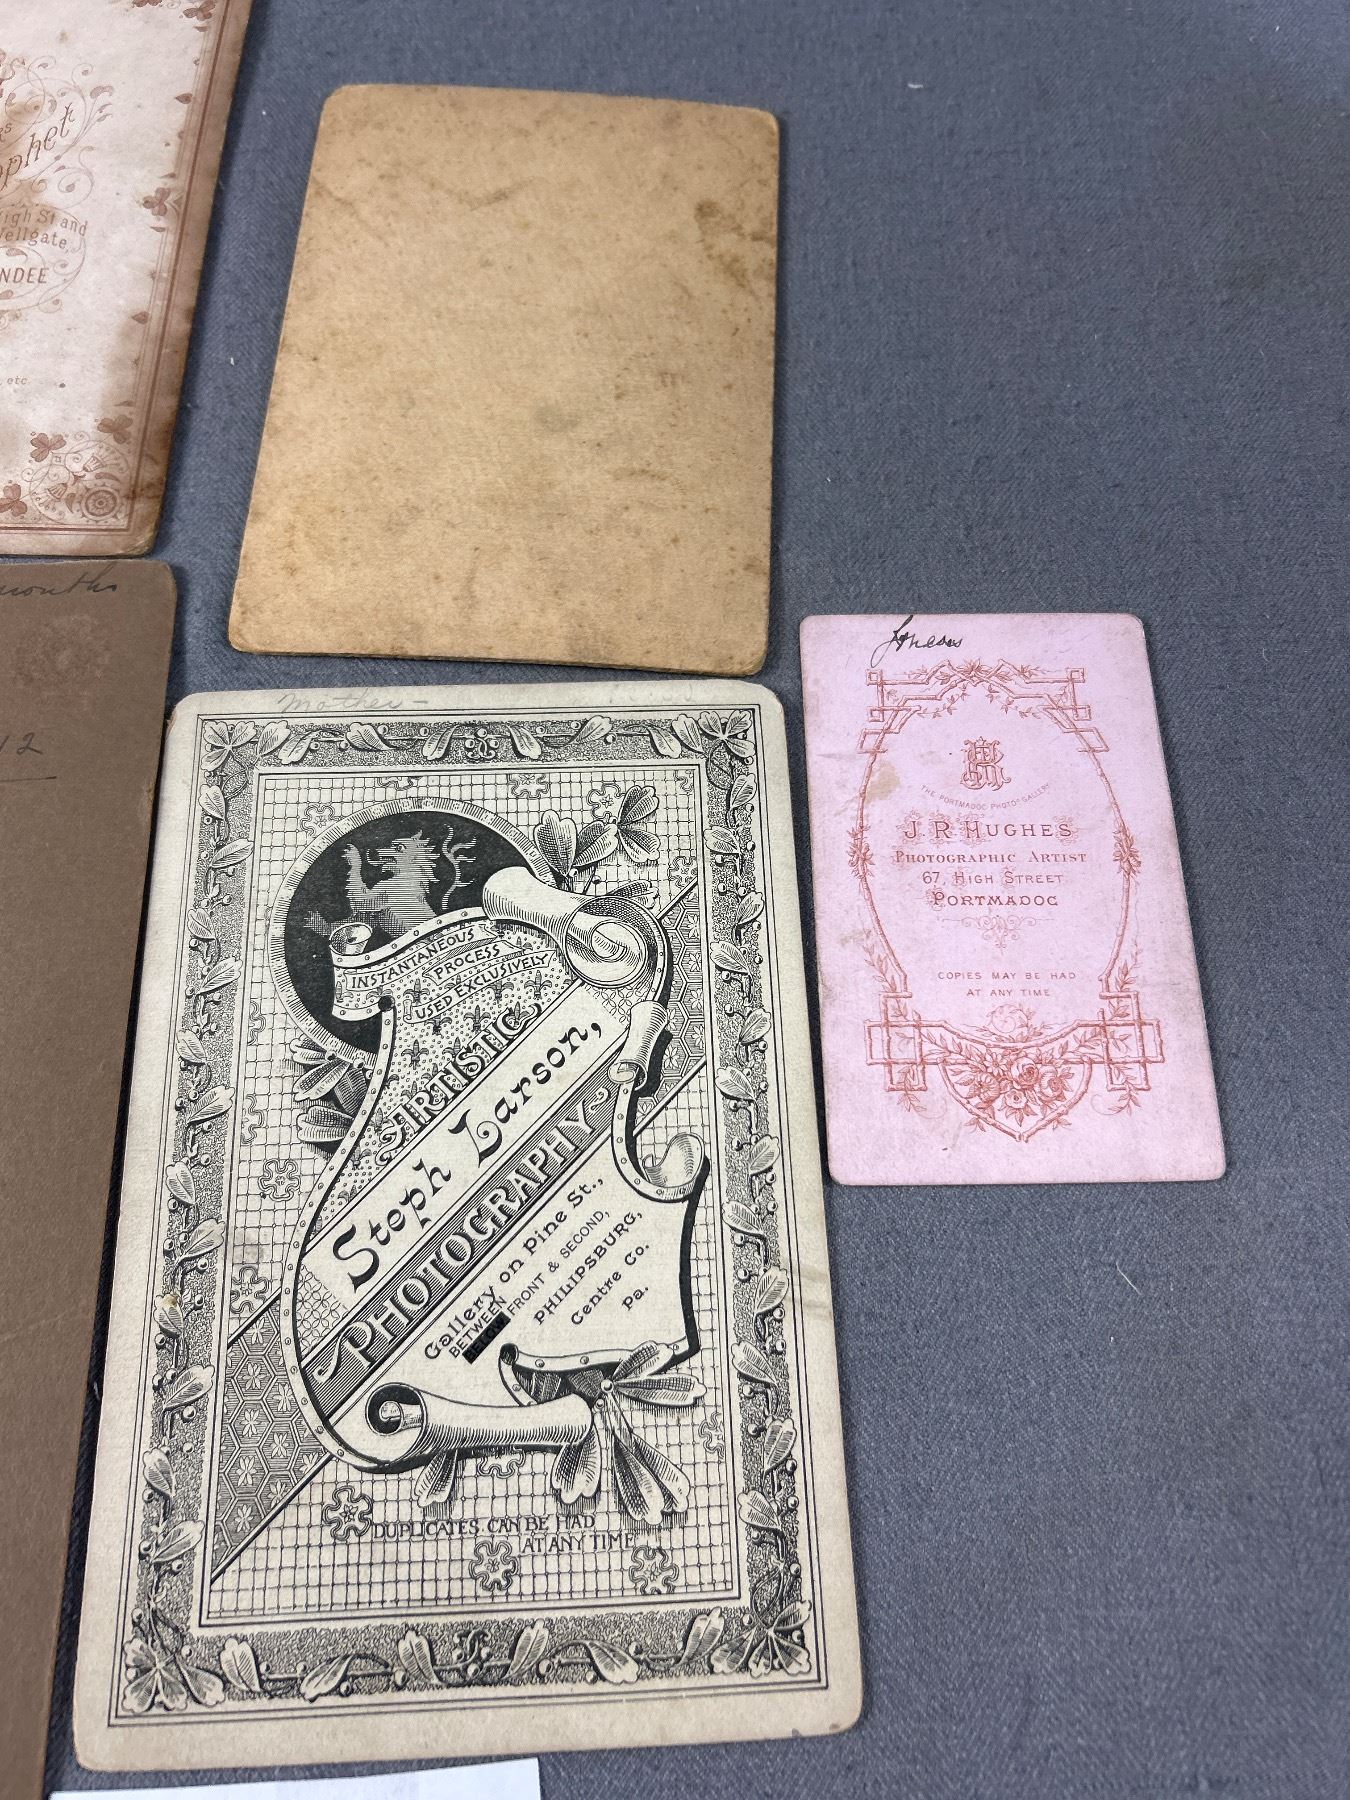 High St and
Wellgate,
NDEE
etc.
months
12
Mother -
INSTANTANEOUS
PROCESS
USED EXCLUSIVELY
ARTISTIC
Steph Larson,
PHOTOGRAPHY
Gallery on Pine St.,
BETWEEN FRONT & SECOND,
BELOW
PHILIPSBURG,
Centre Co.
Pa.
DUPLICATES CAN BE HAD
AT ANY TIME
THE PORTMADOC PHOTO. GALLERY
J. R. HUGHES
PHOTOGRAPHIC ARTIST
67, HIGH STREET
PORTMADOC
COPIES MAY BE HAD
AT ANY TIME